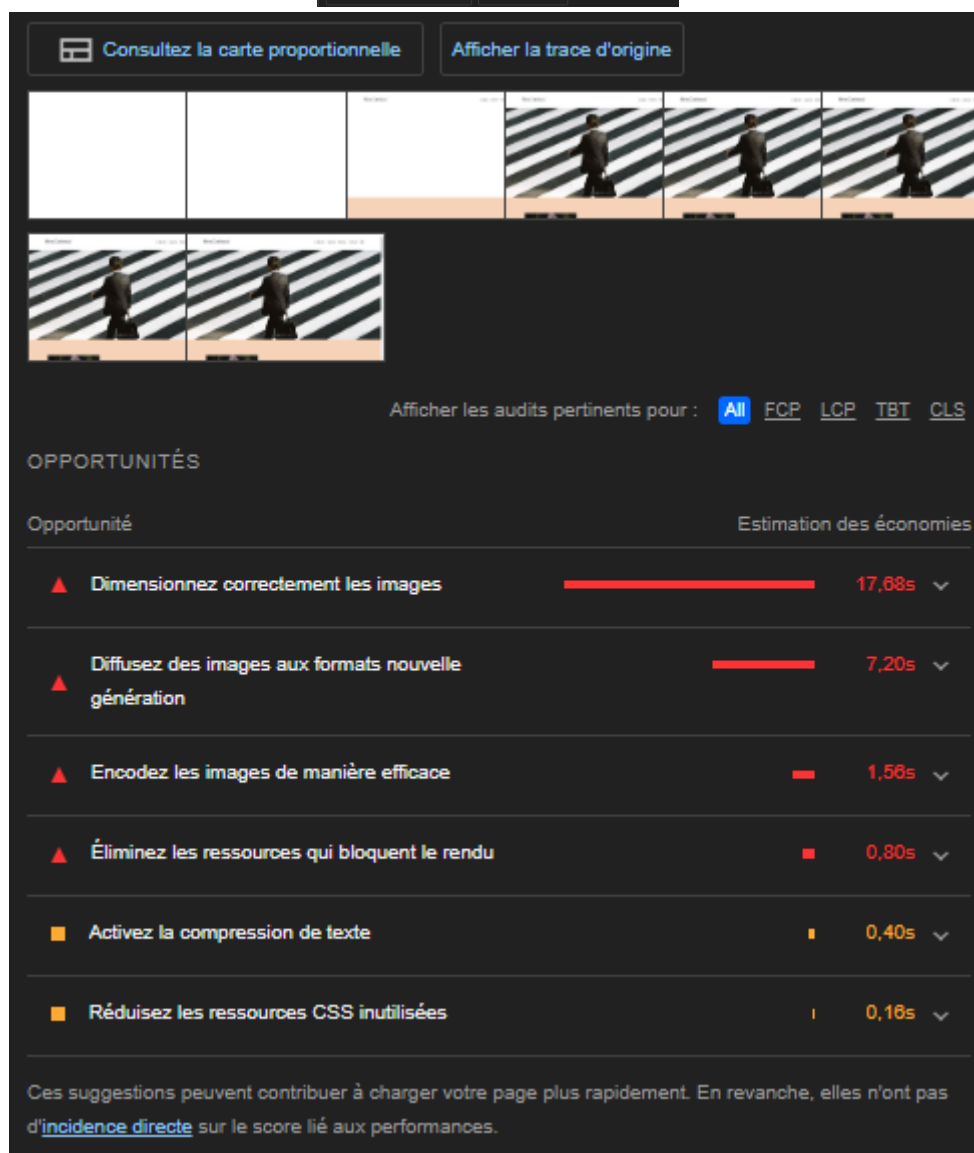 Consultez la carte proportionnelle
Afficher la trace d'origine
Afficher les audits pertinents pour : All FCP LCP TBT CLS
OPPORTUNITÉS
Opportunité Estimation des économies
Dimensionnez correctement les images 17,68s
Diffusez des images aux formats nouvelle 7,20s
génération
Encodez les images de manière efficace 1,56s
Éliminez les ressources qui bloquent le rendu 0,80s
Activez la compression de texte 0,40s
Réduisez les ressources CSS inutilisées 0,16s
Ces suggestions peuvent contribuer à charger votre page plus rapidement. En revanche, elles n'ont pas
d'incidence directe sur le score lié aux performances.